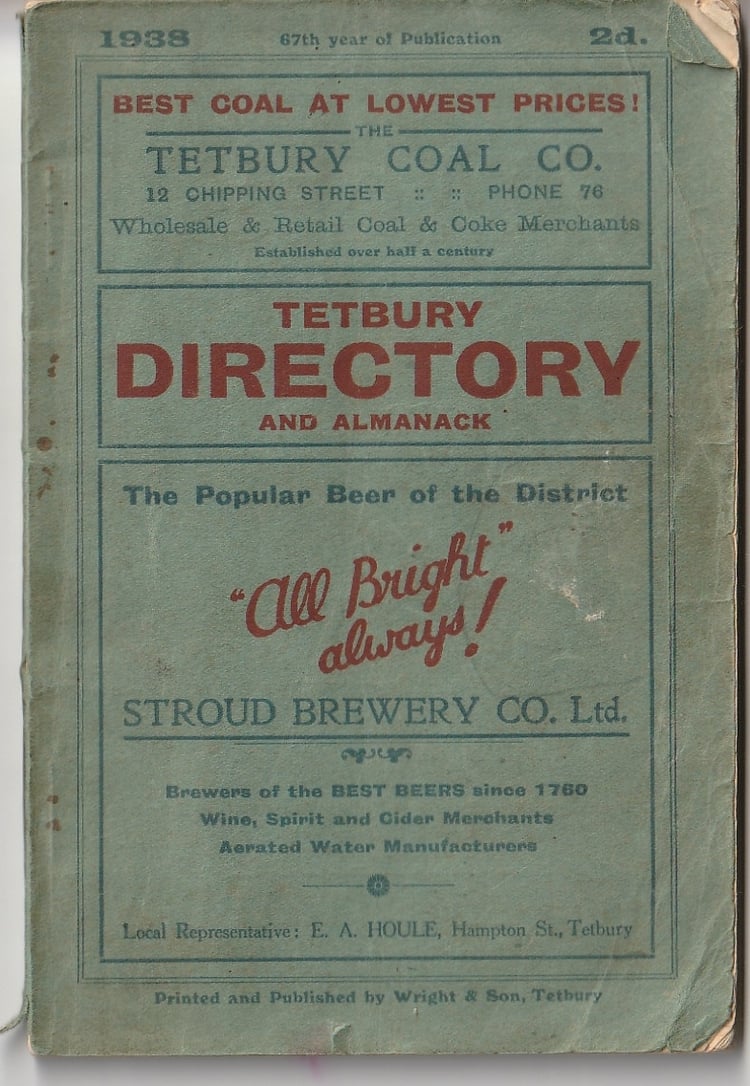 1938 67th year of Publication 2d.
BEST COAL AT LOWEST PRICES!
THE
TETBURY COAL CO.
12 CHIPPING STREET :: :: PHONE 76
Wholesale & Retail Coal & Coke Merchants
Established over half a century
TETBURY
DIRECTORY
AND ALMANACK
The Popular Beer of the District
"All Bright"
always!
STROUD BREWERY CO. Ltd.
Brewers of the BEST BEERS since 1760
Wine, Spirit and Cider Merchants
Aerated Water Manufacturers
Local Representative: E. A. HOULE, Hampton St., Tetbury
Printed and Published by Wright & Son, Tetbury